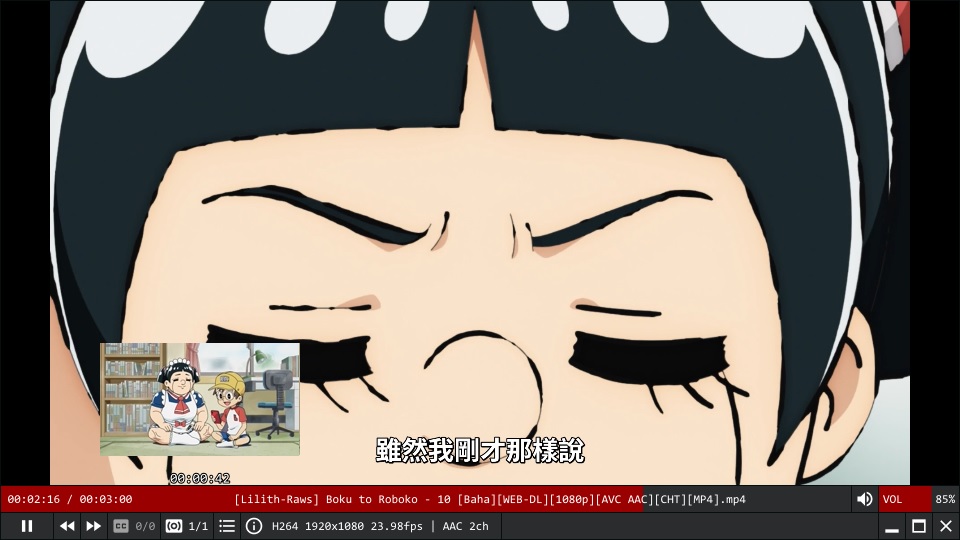 雖然我剛才那樣說
00:00:42
00:02:16 / 00:03:00
[Lilith-Raws] Boku to Roboko - 10 [Baha][WEB-DL][1080p][AVC AAC][CHT][MP4].mp4
VOL
85%
CC
0/0
1/1
H264 1920x1080 23.98fps | AAC 2ch